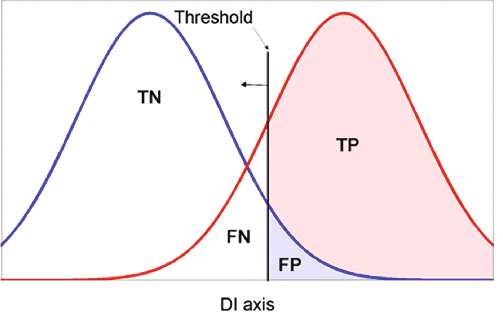 Threshold
TN
TP
FN
FP
DI axis